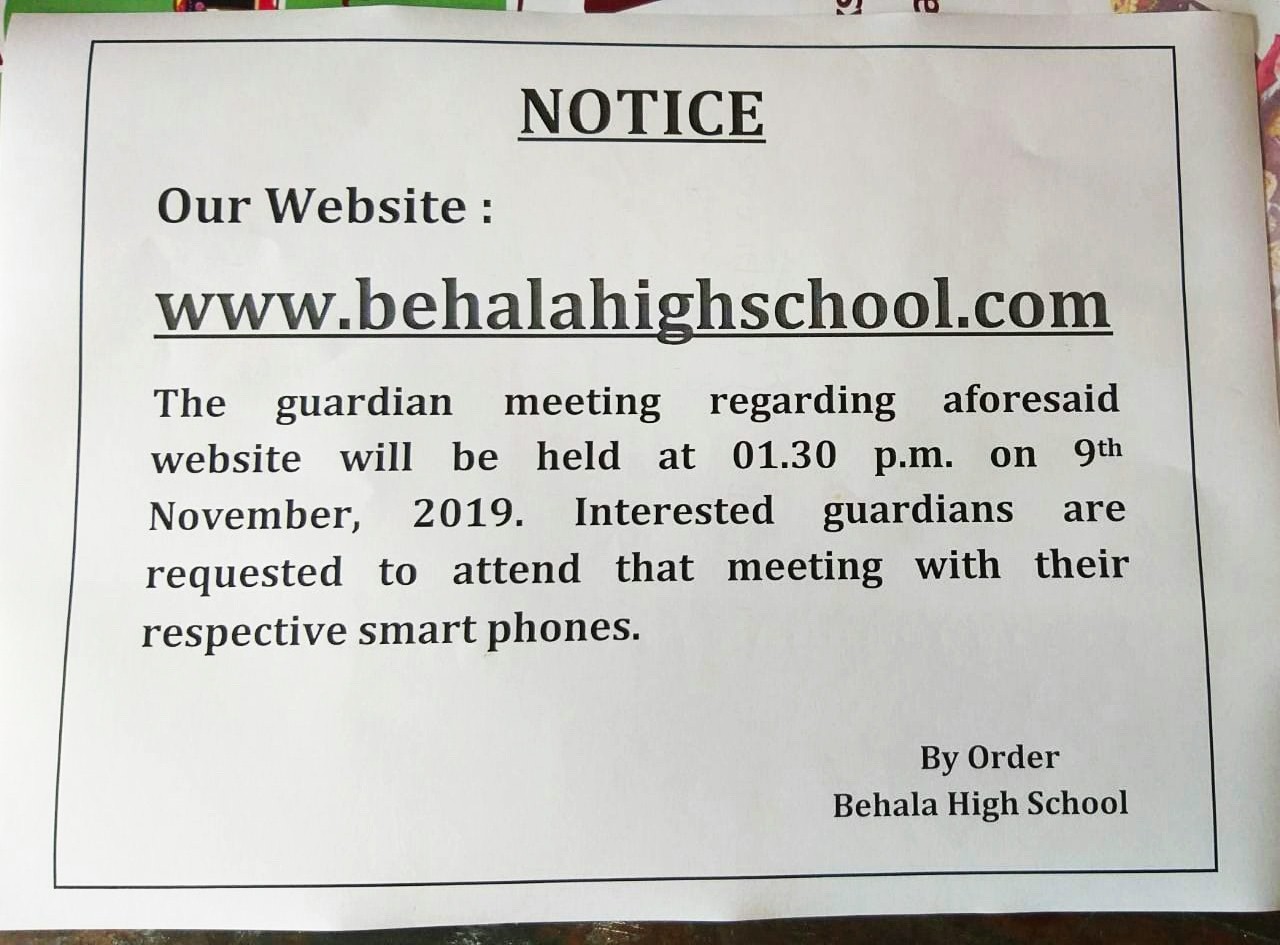 NOTICE
Our Website :
www.behalahighschool.com
The guardian meeting regarding aforesaid
website will be held at 01.30 p.m. on 9th
November, 2019. Interested guardians are
requested to attend that meeting with their
respective smart phones.
By Order
Behala High School